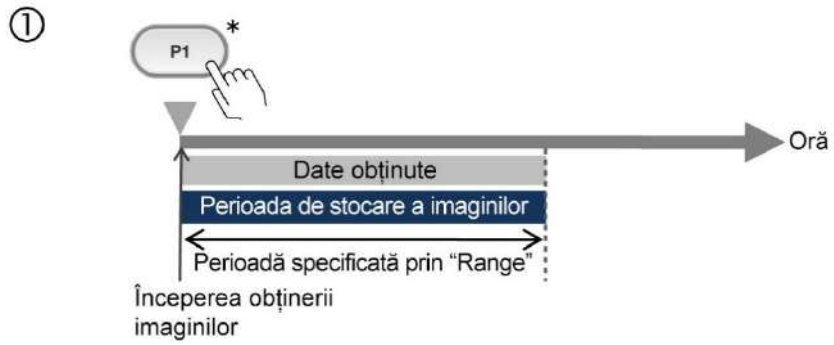 ①
P1 *
Oră
Date obținute
Perioada de stocare a imaginilor
Perioadă specificată prin “Range”
Începerea obținerii
imaginilor